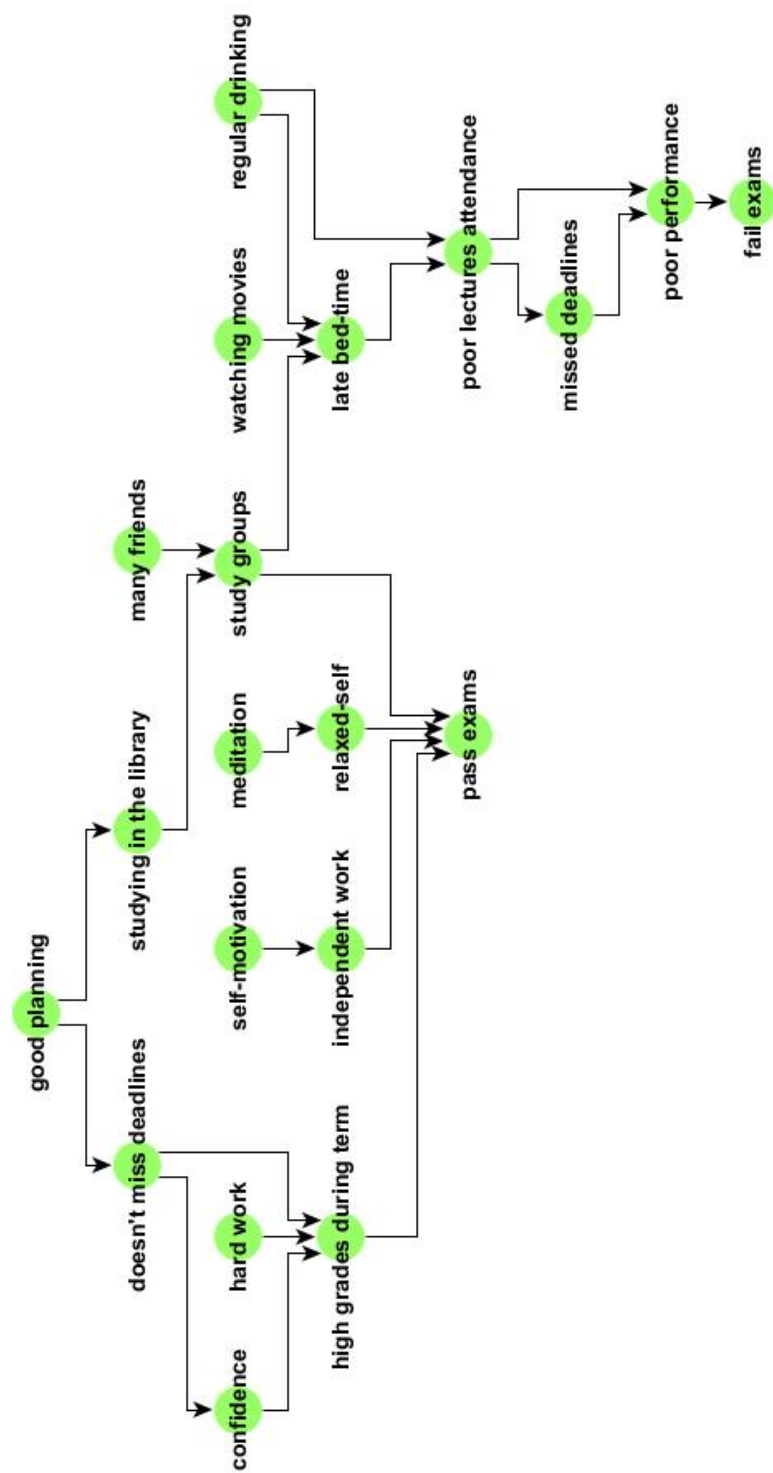 good planning
doesn't miss deadlines
studying in the library
many friends
confidence
hard work
self-motivation
meditation
study groups
watching movies
regular drinking
high grades during term
independent work
relaxed-self
late bed-time
pass exams
poor lectures attendance
missed deadlines
poor performance
fail exams